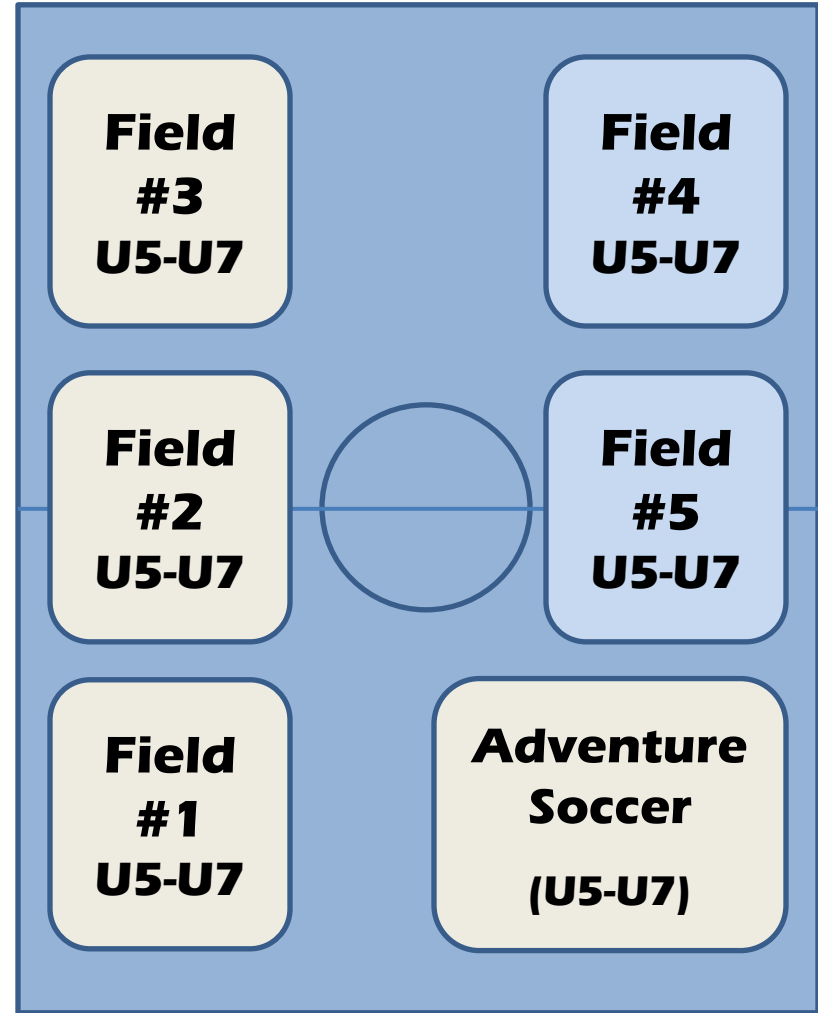 Field
#3
U5-U7
Field
#4
U5-U7
Field
#2
U5-U7
Field
#5
U5-U7
Field
#1
U5-U7
Adventure
Soccer
(U5-U7)